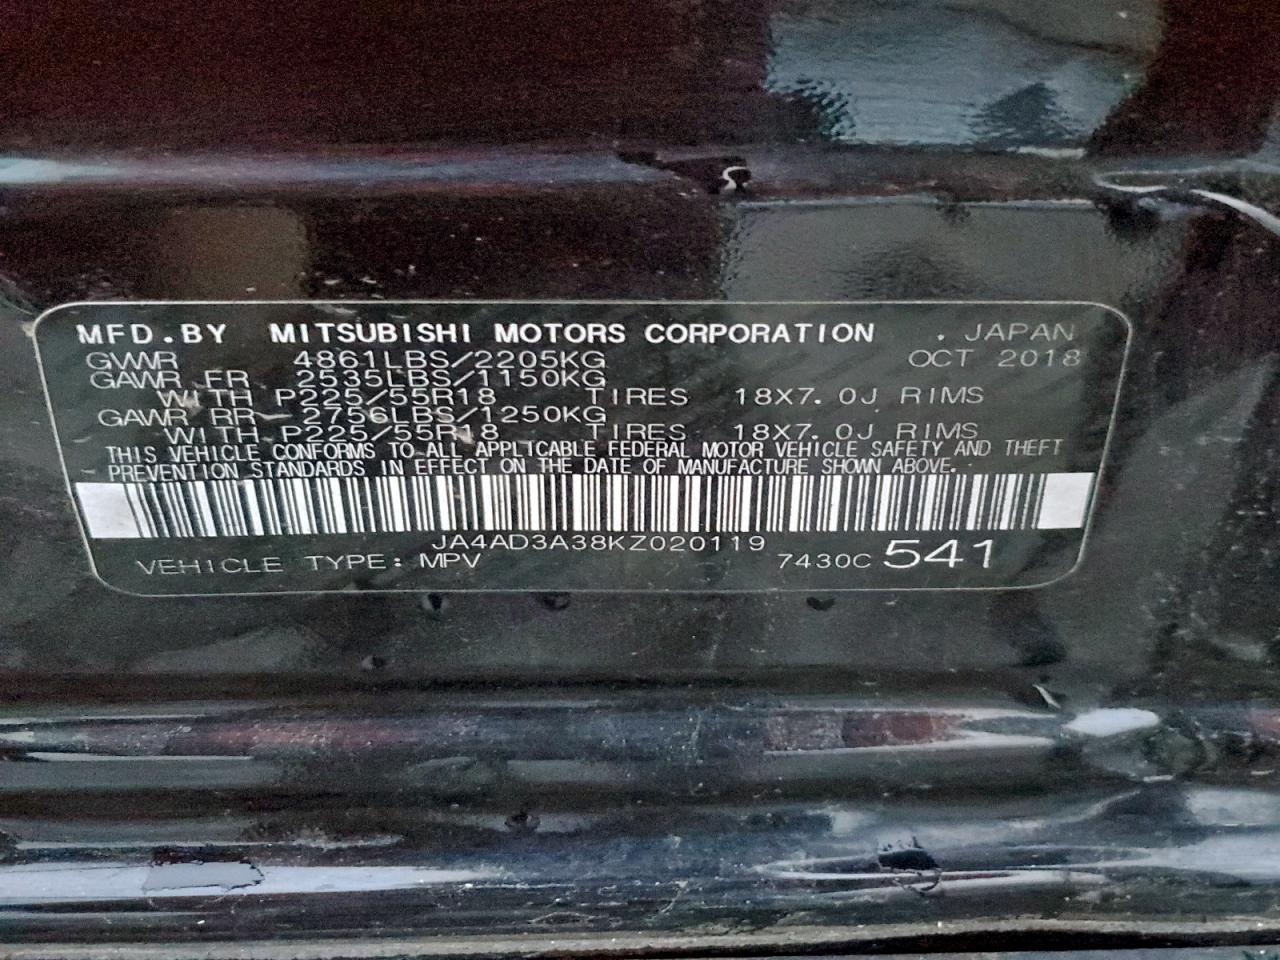 MFD.BY MITSUBISHI MOTORS CORPORATION . JAPAN
GVWR 4861LBS/2205KG OCT 2018
GAWR FR 2535LBS/1150KG
WITH P225/55R18 TIRES 18X7.0J RIMS
GAWR RR 2756LBS/1250KG
WITH P225/55R18 TIRES 18X7.0J RIMS
THIS VEHICLE CONFORMS TO ALL APPLICABLE FEDERAL MOTOR VEHICLE SAFETY AND THEFT
PREVENTION STANDARDS IN EFFECT ON THE DATE OF MANUFACTURE SHOWN ABOVE.
JA4AD3A38KZ020119
VEHICLE TYPE: MPV 7430C 541